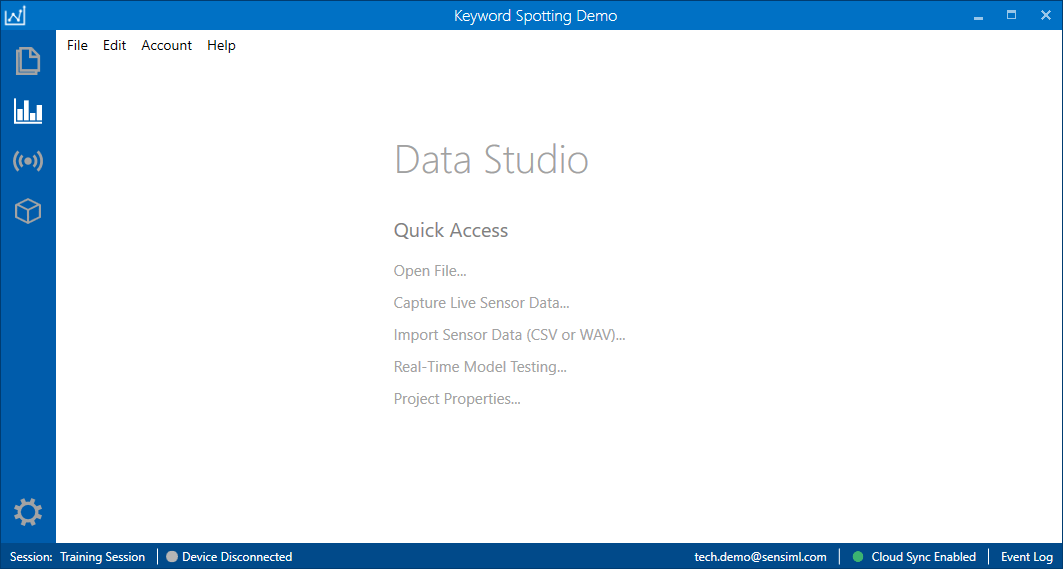 Keyword Spotting Demo
File Edit Account Help
Data Studio
Quick Access
Open File...
Capture Live Sensor Data...
Import Sensor Data (CSV or WAV)...
Real-Time Model Testing...
Project Properties...
Session: Training Session Device Disconnected tech.demo@sensiml.com Cloud Sync Enabled Event Log